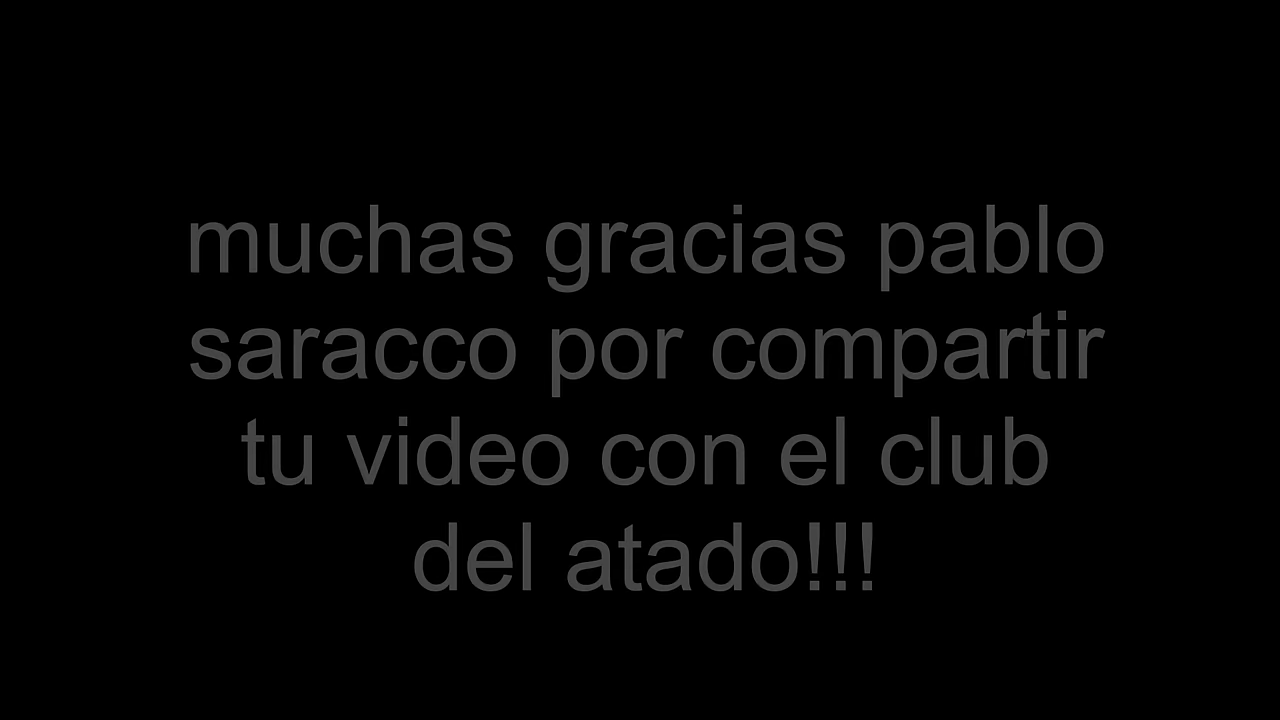 muchas gracias pablo
saracco por compartir
tu video con el club
del atado!!!